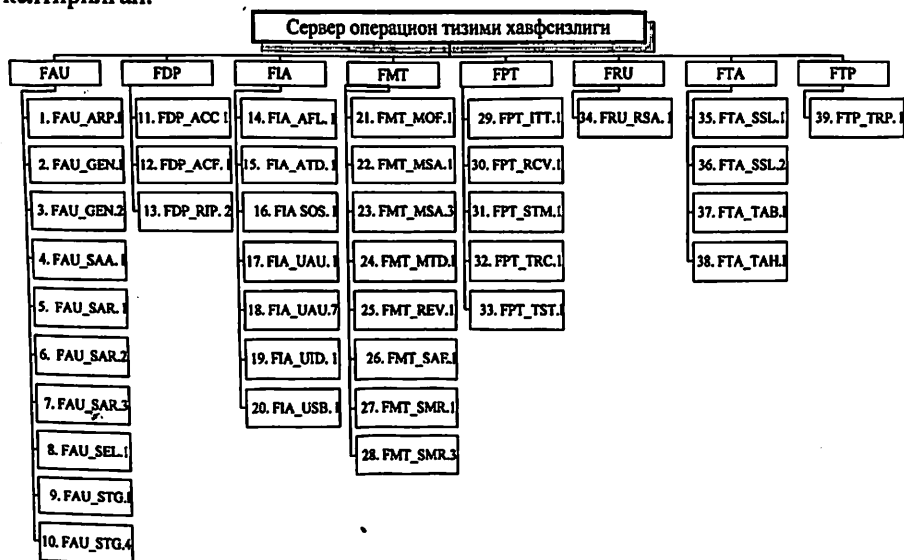 келтирилган.
Сервер операцион тизими хавфсизлиги
FAU
1. FAU_ARP.1
2. FAU_GEN.1
3. FAU_GEN.2
4. FAU_SAA. 1
5. FAU_SAR. 1
6. FAU_SAR.2
7. FAU_SAR.3
8. FAU_SEL.1
9. FAU_STG.1
10. FAU_STG.4
FDP
11. FDP_ACC 1
12. FDP_ACF. 1
13. FDP_RIP. 2
FIA
14. FIA_AFL. 1
15. FIA_ATD. 1
16. FIA SOS. 1
17. FIA_UAU. 1
18. FIA_UAU.7
19. FIA_UID. 1
20. FIA_USB. 1
FMT
21. FMT_MOF.1
22. FMT_MSA.1
23. FMT_MSA.3
24. FMT_MTD.1
25. FMT_REV.1
26. FMT_SAE.1
27. FMT_SMR.1
28. FMT_SMR.3
FPT
29. FPT_ITT.1
30. FPT_RCV.1
31. FPT_STM.1
32. FPT_TRC.1
33. FPT_TST.1
FRU
34. FRU_RSA. 1
FTA
35. FTA_SSL.1
36. FTA_SSL.2
37. FTA_TAB.1
38. FTA_TAH.1
FTP
39. FTP_TRP. 1